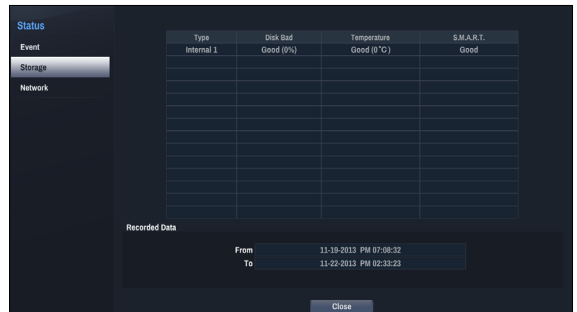 Status
Event
Storage
Network
Type Disk Bad Temperature S.M.A.R.T.
Internal 1 Good (0%) Good (0˚C) Good
Recorded Data
From 11-19-2013 PM 07:08:32
To 11-22-2013 PM 02:33:23
Close